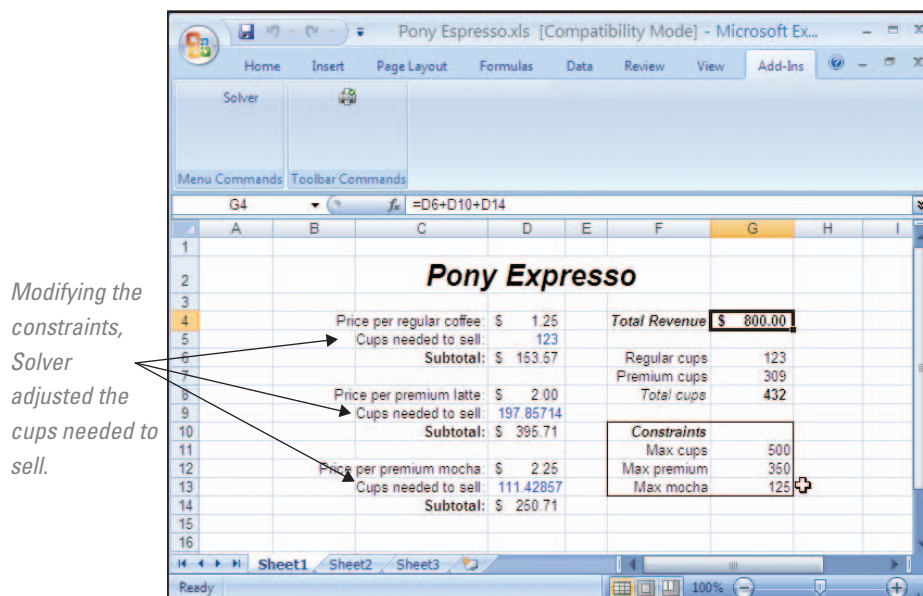 Pony Espresso.xls [Compatibility Mode] - Microsoft Ex...
Home Insert Page Layout Formulas Data Review View Add-Ins
Solver
Menu Commands Toolbar Commands
G4 fx =D6+D10+D14
A B C D E F G H I
1
2 Pony Expresso
3
4 Price per regular coffee: $ 1.25 Total Revenue $ 800.00
5 Cups needed to sell: 123
6 Subtotal: $ 153.57 Regular cups 123
7 Premium cups 309
8 Price per premium latte: $ 2.00 Total cups 432
9 Cups needed to sell: 197.85714
10 Subtotal: $ 395.71 Constraints
11 Max cups 500
12 Price per premium mocha: $ 2.25 Max premium 350
13 Cups needed to sell: 111.42857 Max mocha 125
14 Subtotal: $ 250.71
15
16
Sheet1 Sheet2 Sheet3
Ready 100%
Modifying the
constraints,
Solver
adjusted the
cups needed to
sell.